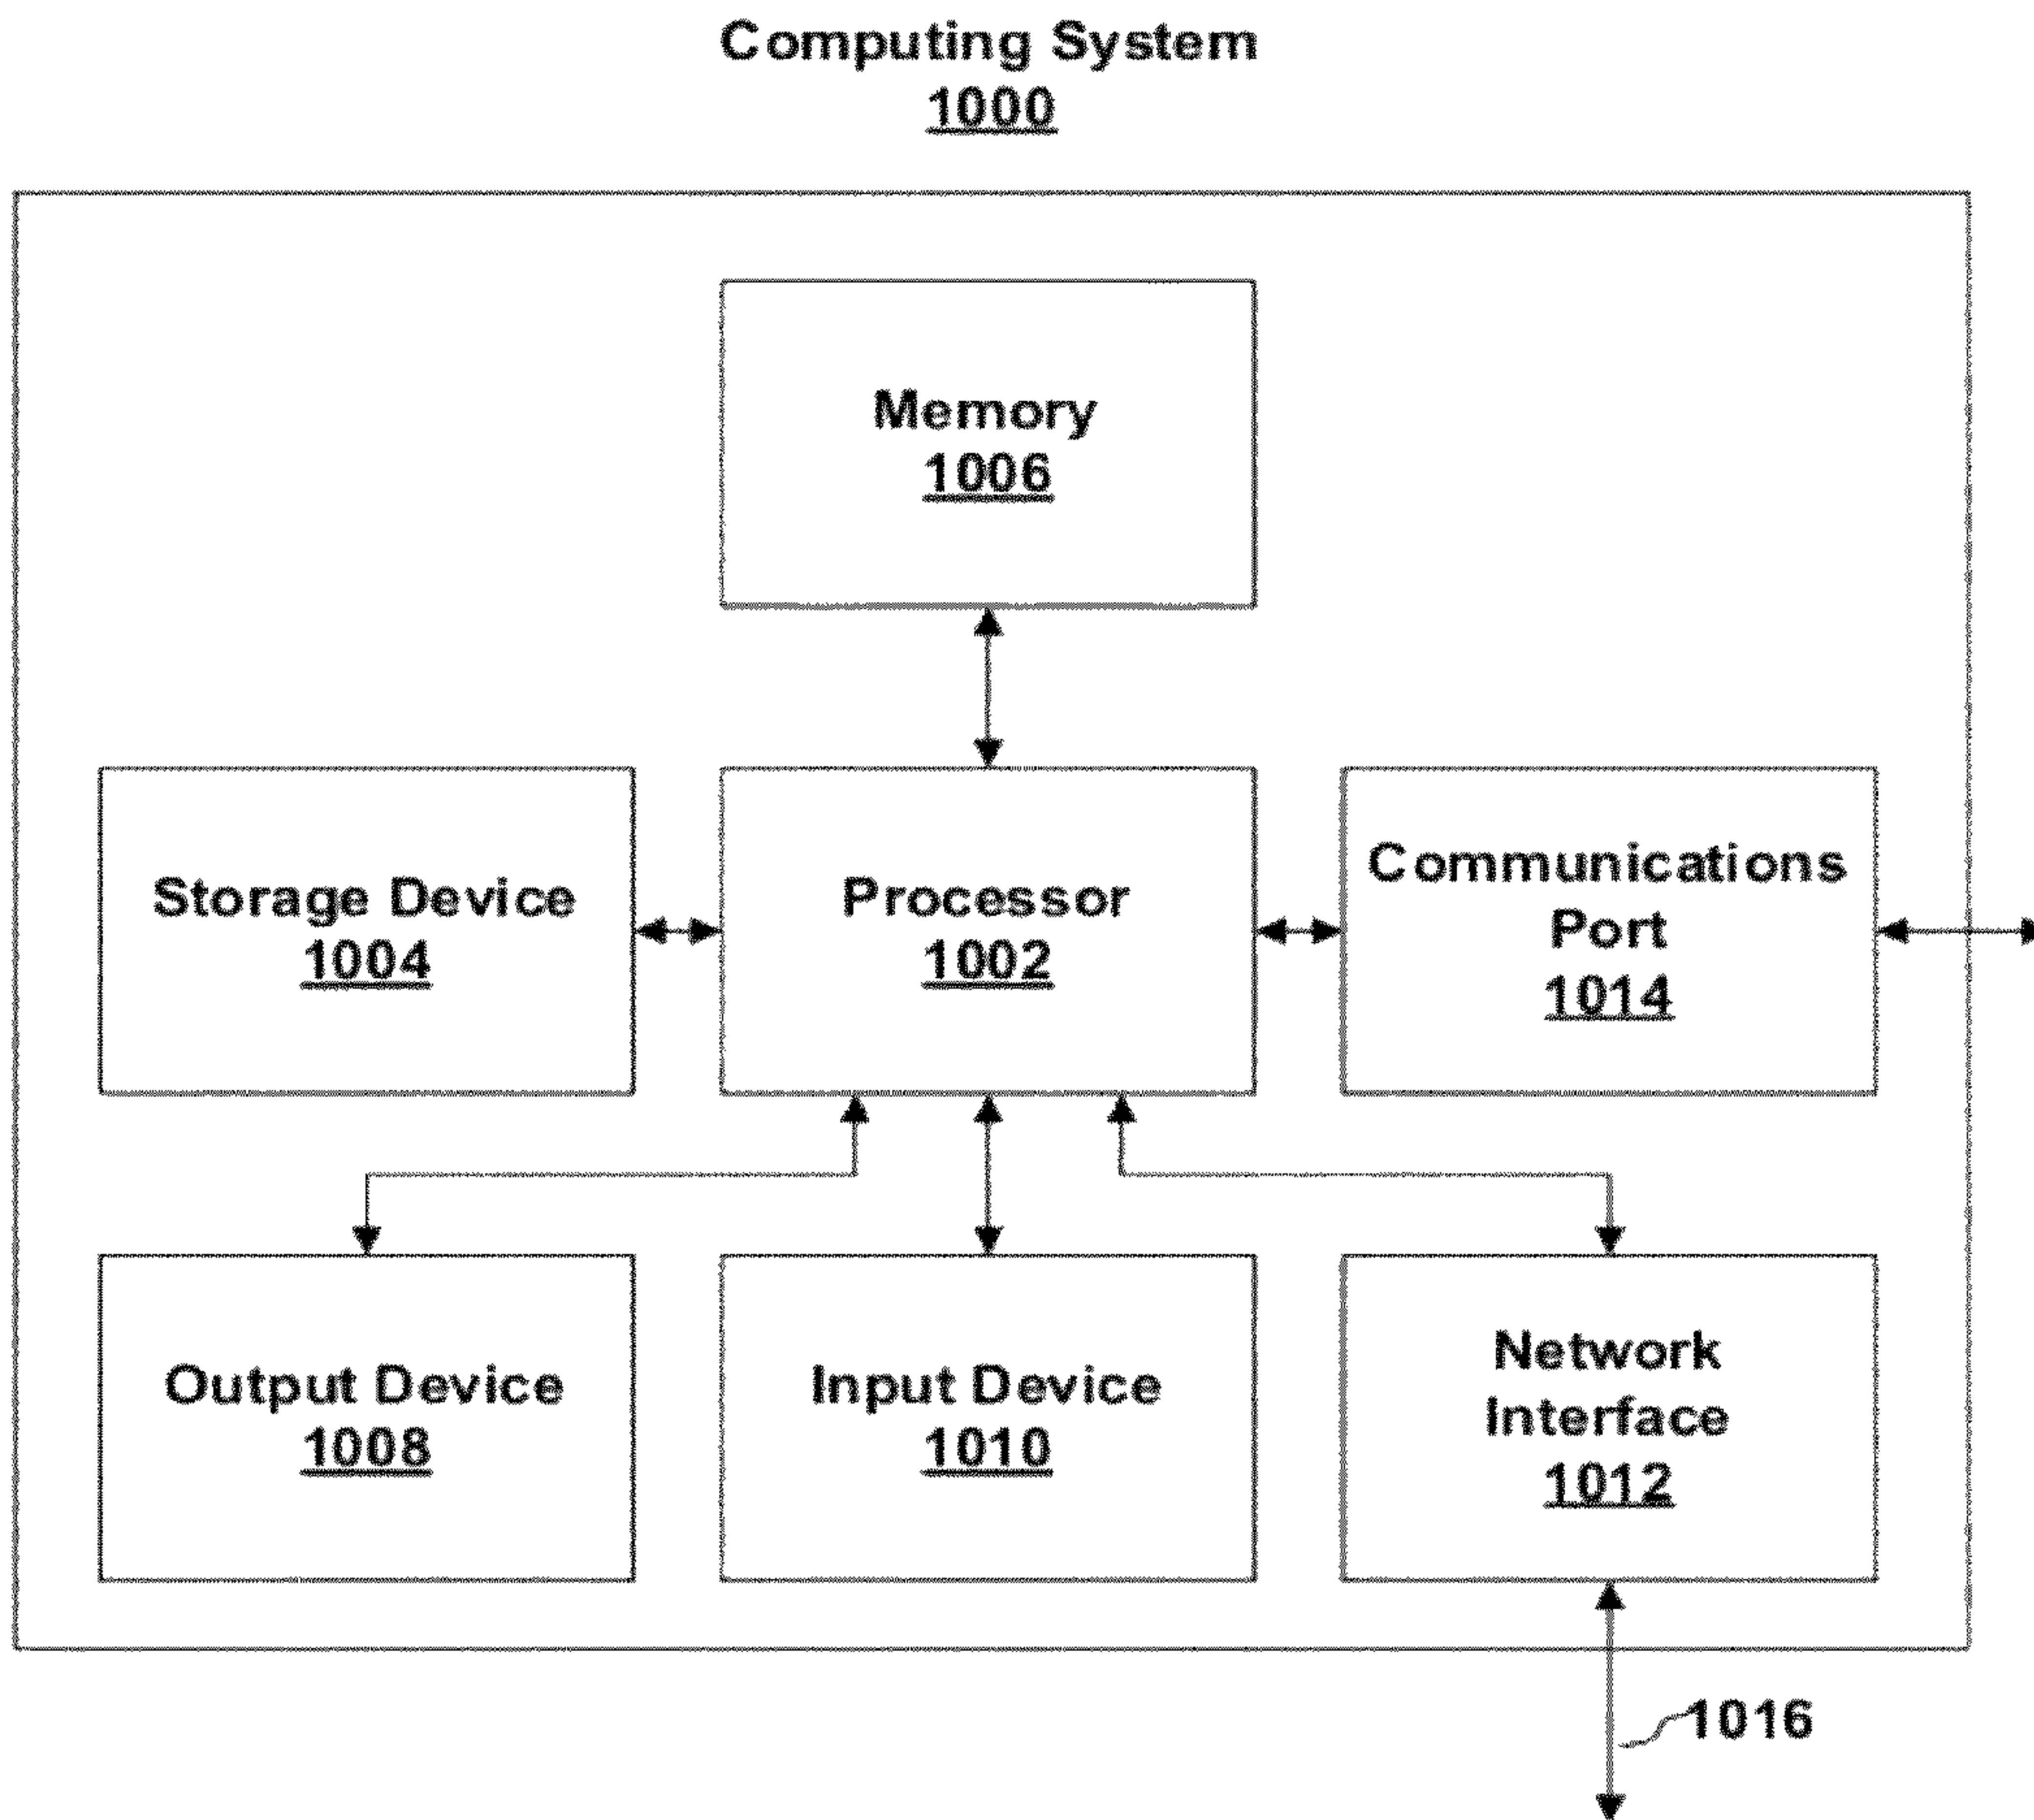 Computing System
1000
Memory
1006
Storage Device
1004
Processor
1002
Communications
Port
1014
Output Device
1008
Input Device
1010
Network
Interface
1012
1016